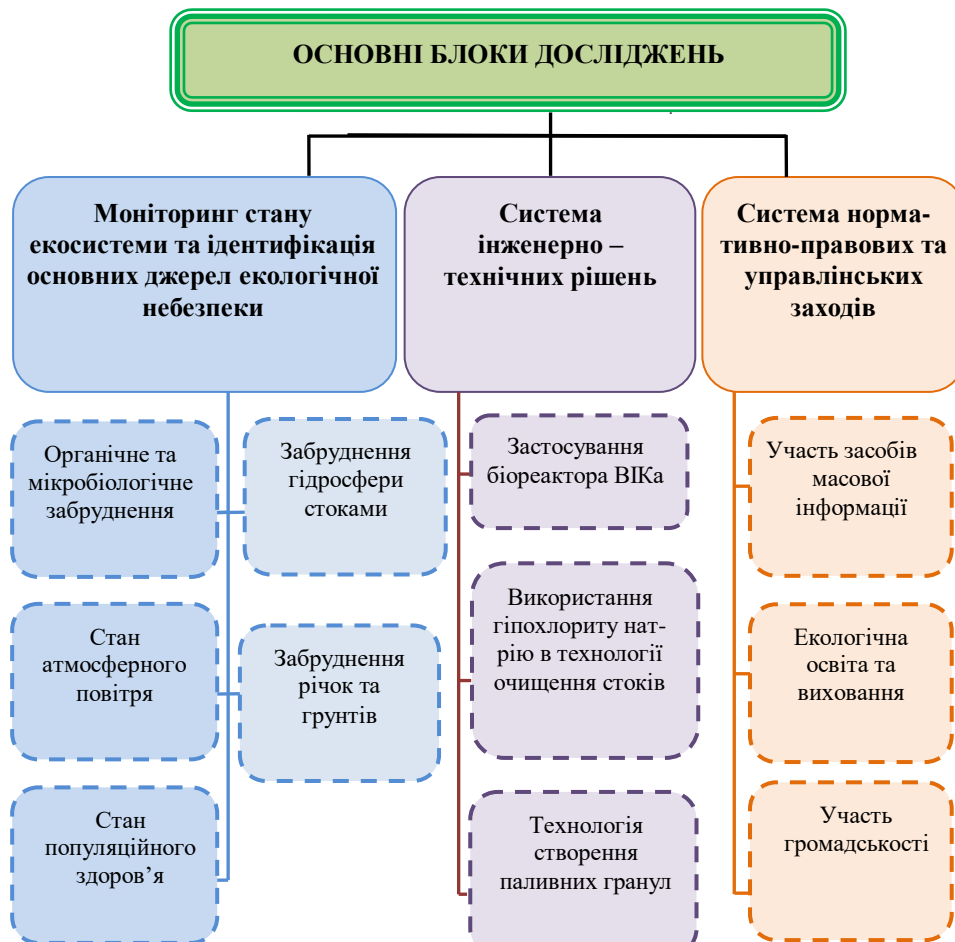 ОСНОВНІ БЛОКИ ДОСЛІДЖЕНЬ
Моніторинг стану
екосистеми та ідентифікація
основних джерел екологічної
небезпеки
Система
інженерно –
технічних рішень
Система норма-
тивно-правових та
управлінських
заходів
Органічне та
мікробіологічне
забруднення
Забруднення
гідросфери
стоками
Стан
атмосферного
повітря
Забруднення
річок та
грунтів
Стан
популяційного
здоров’я
Застосування
біореактора ВІКа
Використання
гіпохлориту нат-
рію в технології
очищення стоків
Технологія
створення
паливних гранул
Участь засобів
масової
інформації
Екологічна
освіта та
виховання
Участь
громадськості